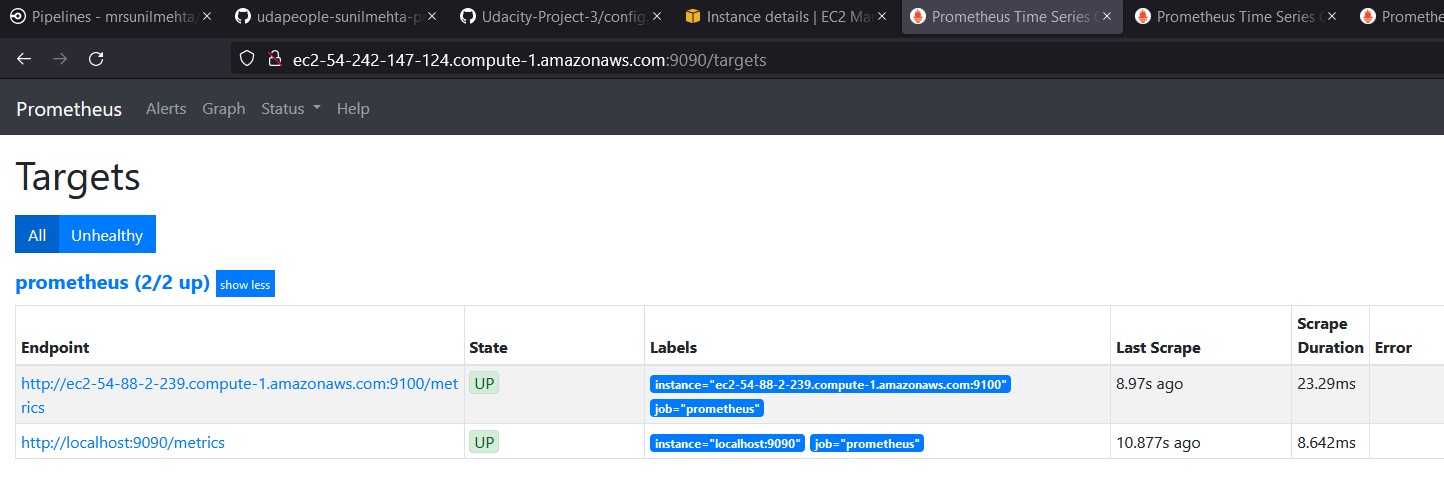 Pipelines - mrsunilmehta/
udapeople-sunilmehta-p
Udacity-Project-3/config.
Instance details | EC2 Ma
Prometheus Time Series C
Prometheus Time Series C
Promethe
ec2-54-242-147-124.compute-1.amazonaws.com:9090/targets
Prometheus Alerts Graph Status Help
Targets
All Unhealthy
prometheus (2/2 up) show less
Endpoint State Labels Last Scrape Scrape Duration Error
http://ec2-54-88-2-239.compute-1.amazonaws.com:9100/met
rics
UP
instance="ec2-54-88-2-239.compute-1.amazonaws.com:9100"
job="prometheus"
8.97s ago
23.29ms
http://localhost:9090/metrics UP instance="localhost:9090" job="prometheus" 10.877s ago 8.642ms